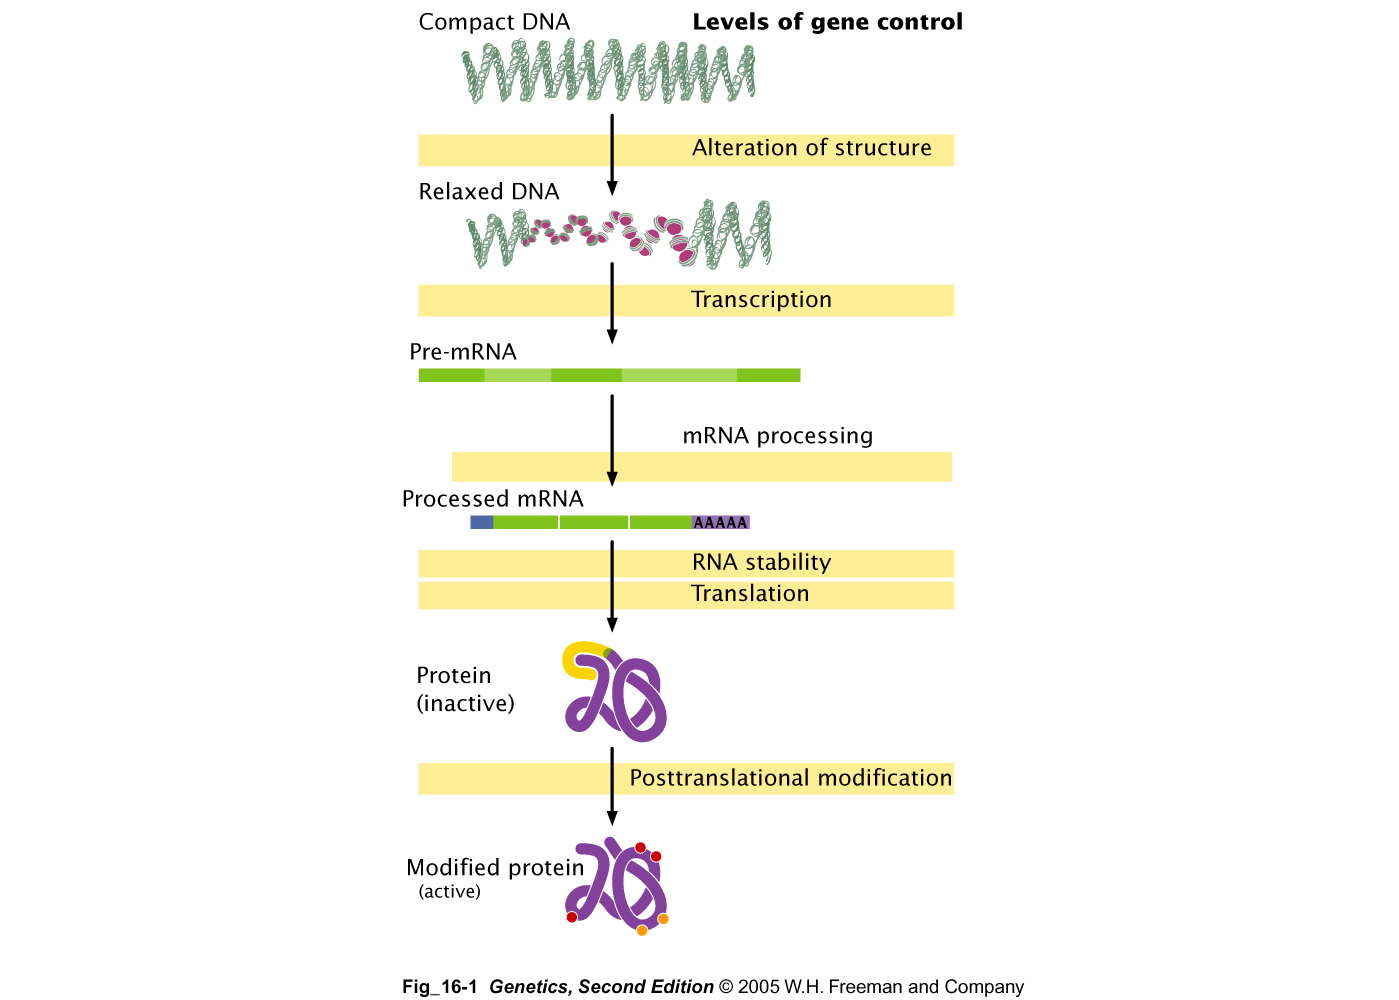 Compact DNA
Levels of gene control
Alteration of structure
Relaxed DNA
Transcription
Pre-mRNA
mRNA processing
Processed mRNA
AAAAA
RNA stability
Translation
Protein
(inactive)
Posttranslational modification
Modified protein
(active)
Fig_16-1 Genetics, Second Edition © 2005 W.H. Freeman and Company